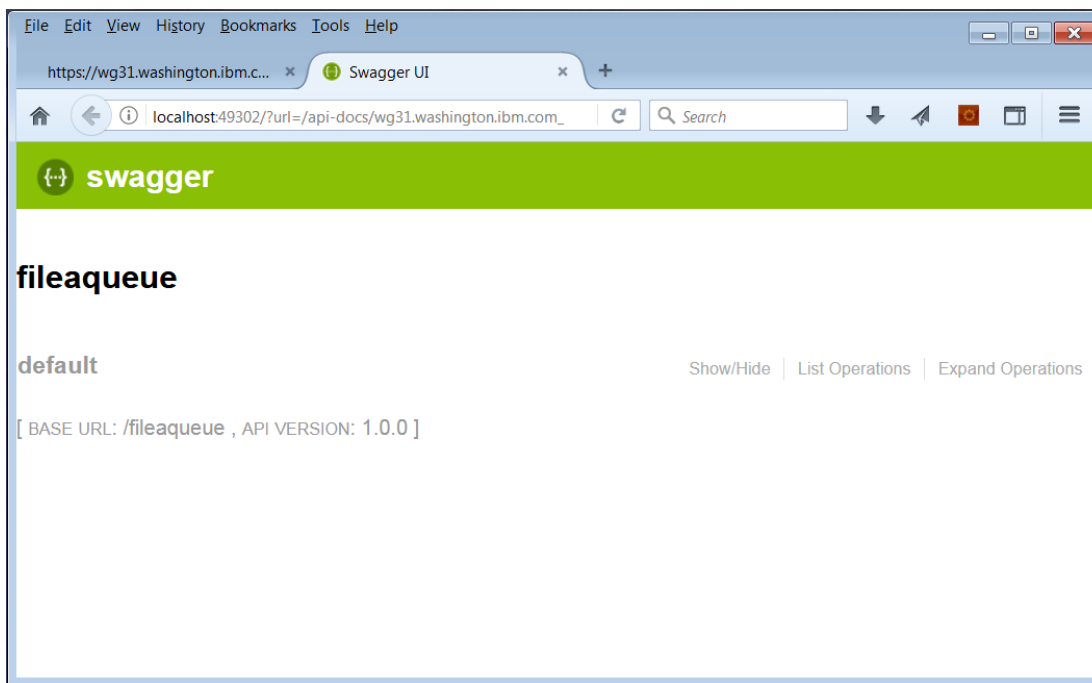 File Edit View History Bookmarks Tools Help
https://wg31.washington.ibm.c... × Swagger UI × +
localhost:49302/?url=/api-docs/wg31.washington.ibm.com_ Search
{···} swagger
fileaqueue
default Show/Hide List Operations Expand Operations
[ BASE URL: /fileaqueue , API VERSION: 1.0.0 ]